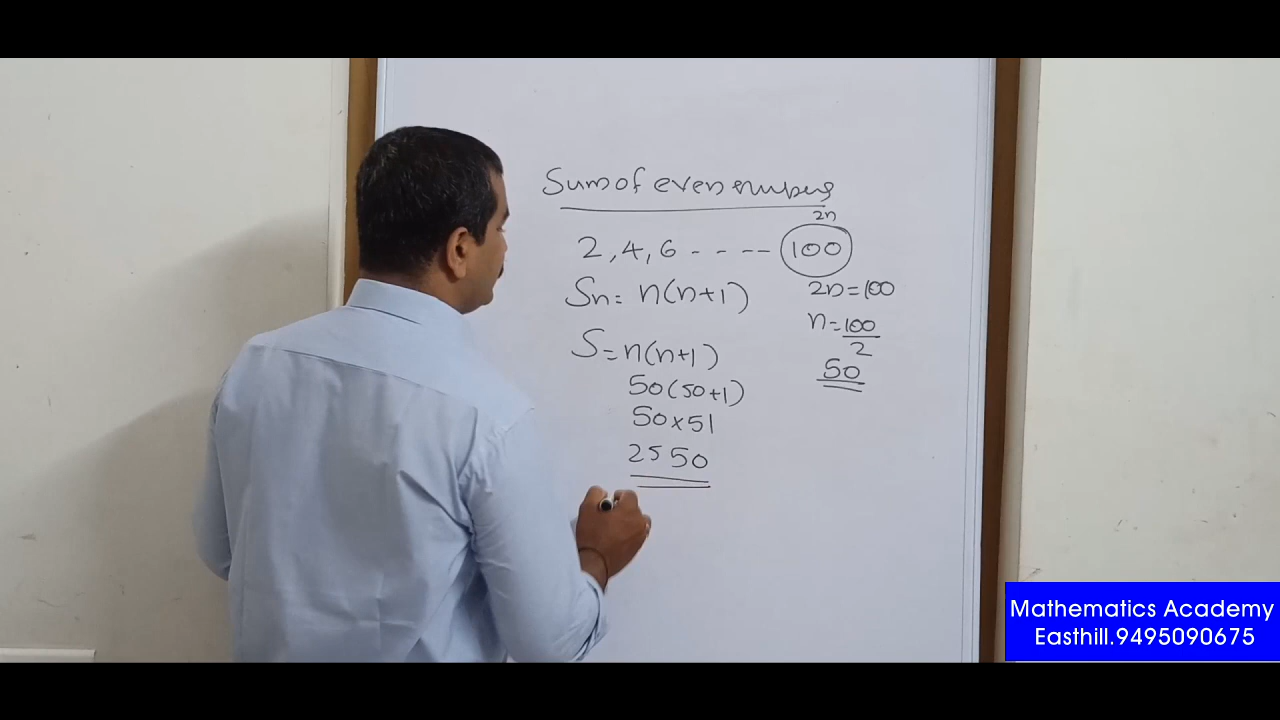 Sum of even numbers
2n
2, 4, 6 - - - - 100
Sn = n(n+1)
2n = 100
n = 100
2
50
S = n(n+1)
50(50+1)
50×51
2550
Mathematics Academy
Easthill.9495090675